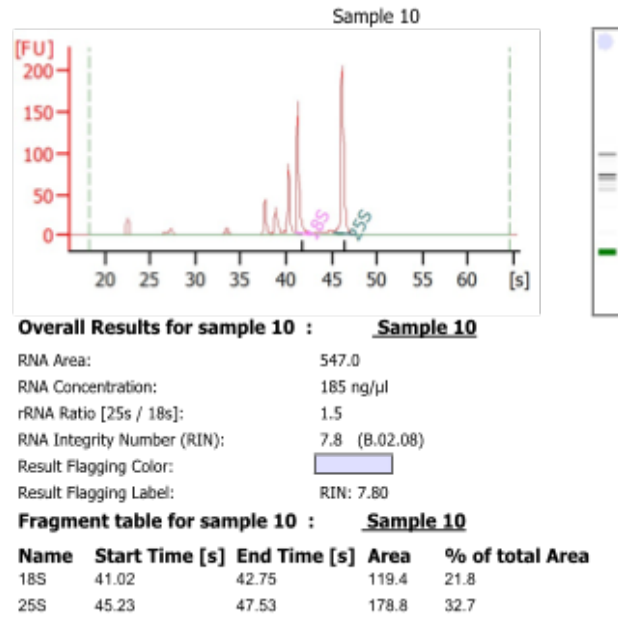 Sample 10
[FU]
200
150
100
50
0
18S
25S
20 25 30 35 40 45 50 55 60 [s]
Overall Results for sample 10 : Sample 10
RNA Area: 547.0
RNA Concentration: 185 ng/µl
rRNA Ratio [25s / 18s]: 1.5
RNA Integrity Number (RIN): 7.8 (B.02.08)
Result Flagging Color:
Result Flagging Label: RIN: 7.80
Fragment table for sample 10 : Sample 10
Name Start Time [s] End Time [s] Area % of total Area
18S 41.02 42.75 119.4 21.8
25S 45.23 47.53 178.8 32.7